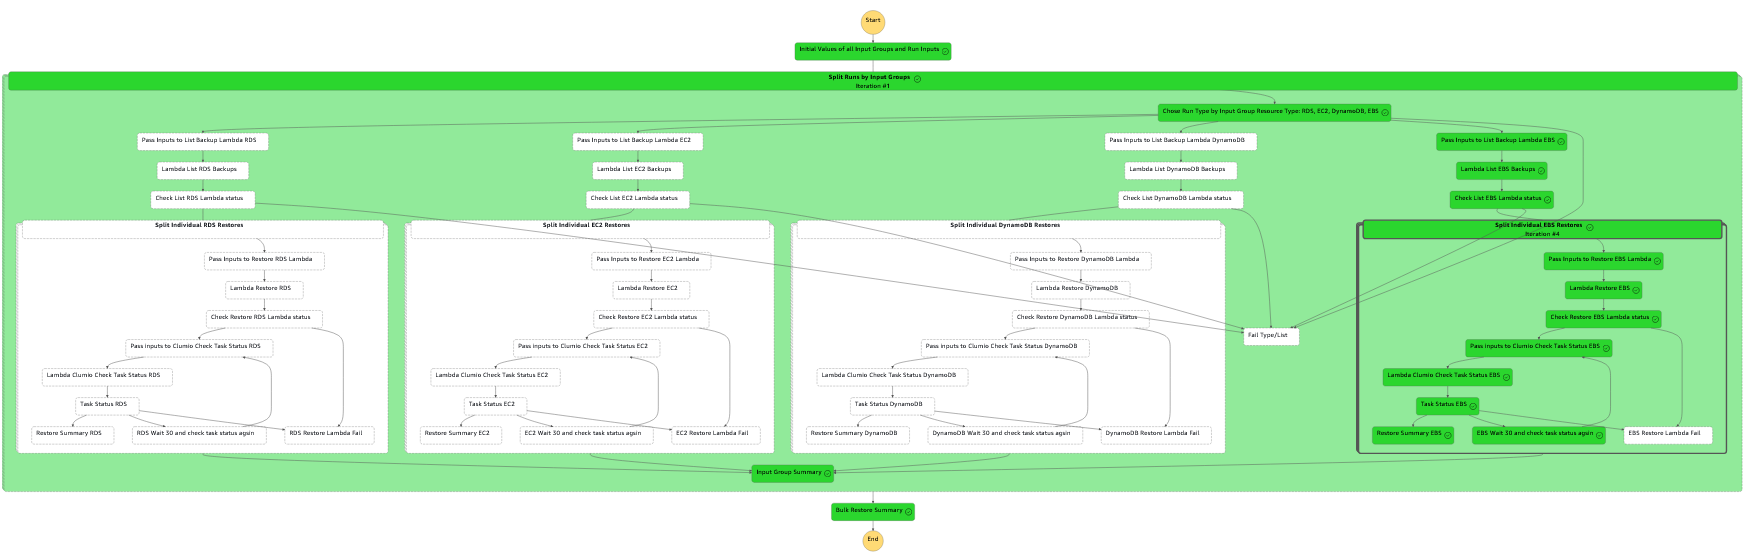 Start
Initial Values of all Input Groups and Run Inputs
Split Runs by Input Groups
Iteration #1
Chose Run Type by Input Group Resource Type: RDS, EC2, DynamoDB, EBS
Pass Inputs to List Backup Lambda RDS
Pass Inputs to List Backup Lambda EC2
Pass Inputs to List Backup Lambda DynamoDB
Pass Inputs to List Backup Lambda EBS
Lambda List RDS Backups
Lambda List EC2 Backups
Lambda List DynamoDB Backups
Lambda List EBS Backups
Check List RDS Lambda status
Check List EC2 Lambda status
Check List DynamoDB Lambda status
Check List EBS Lambda status
Split Individual RDS Restores
Split Individual EC2 Restores
Split Individual DynamoDB Restores
Split Individual EBS Restores
Iteration #4
Pass Inputs to Restore RDS Lambda
Pass Inputs to Restore EC2 Lambda
Pass Inputs to Restore DynamoDB Lambda
Pass Inputs to Restore EBS Lambda
Lambda Restore RDS
Lambda Restore EC2
Lambda Restore DynamoDB
Lambda Restore EBS
Check Restore RDS Lambda status
Check Restore EC2 Lambda status
Check Restore DynamoDB Lambda status
Check Restore EBS Lambda status
Fail Type/List
Pass inputs to Clumio Check Task Status RDS
Pass inputs to Clumio Check Task Status EC2
Pass inputs to Clumio Check Task Status DynamoDB
Pass inputs to Clumio Check Task Status EBS
Lambda Clumio Check Task Status RDS
Lambda Clumio Check Task Status EC2
Lambda Clumio Check Task Status DynamoDB
Lambda Clumio Check Task Status EBS
Task Status RDS
Task Status EC2
Task Status DynamoDB
Task Status EBS
Restore Summary RDS
RDS Wait 30 and check task status agsin
RDS Restore Lambda Fail
Restore Summary EC2
EC2 Wait 30 and check task status agsin
EC2 Restore Lambda Fail
Restore Summary DynamoDB
DynamoDB Wait 30 and check task status agsin
DynamoDB Restore Lambda Fail
Restore Summary EBS
EBS Wait 30 and check task status agsin
EBS Restore Lambda Fail
Input Group Summary
Bulk Restore Summary
End